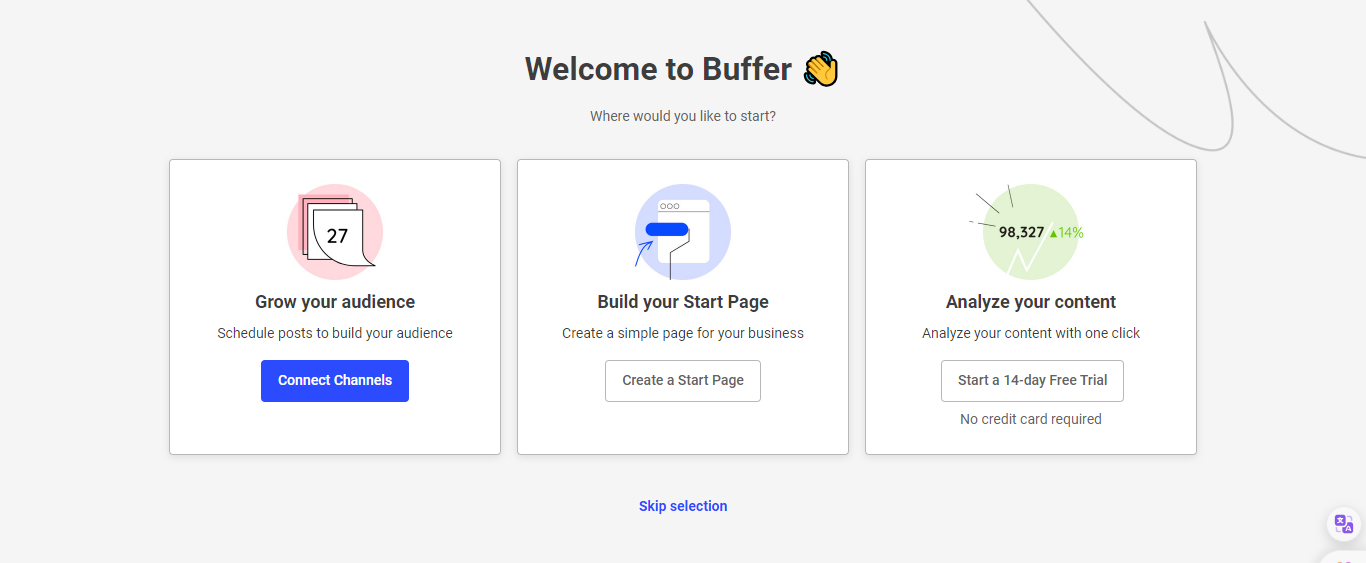 Welcome to Buffer 👋
Where would you like to start?
27
Grow your audience
Schedule posts to build your audience
Connect Channels
Build your Start Page
Create a simple page for your business
Create a Start Page
98,327 ▲14%
Analyze your content
Analyze your content with one click
Start a 14-day Free Trial
No credit card required
Skip selection